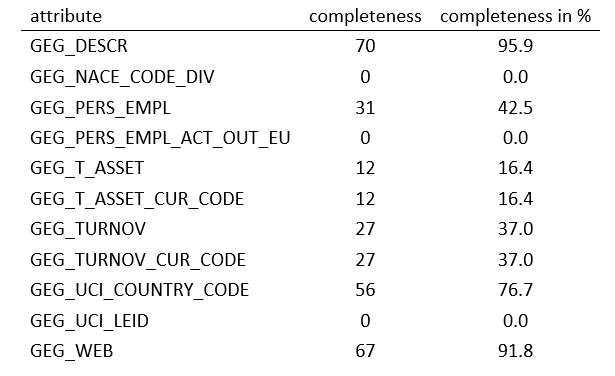 attribute completeness completeness in %
GEG_DESCR 70 95.9
GEG_NACE_CODE_DIV 0 0.0
GEG_PERS_EMPL 31 42.5
GEG_PERS_EMPL_ACT_OUT_EU 0 0.0
GEG_T_ASSET 12 16.4
GEG_T_ASSET_CUR_CODE 12 16.4
GEG_TURNOV 27 37.0
GEG_TURNOV_CUR_CODE 27 37.0
GEG_UCI_COUNTRY_CODE 56 76.7
GEG_UCI_LEID 0 0.0
GEG_WEB 67 91.8